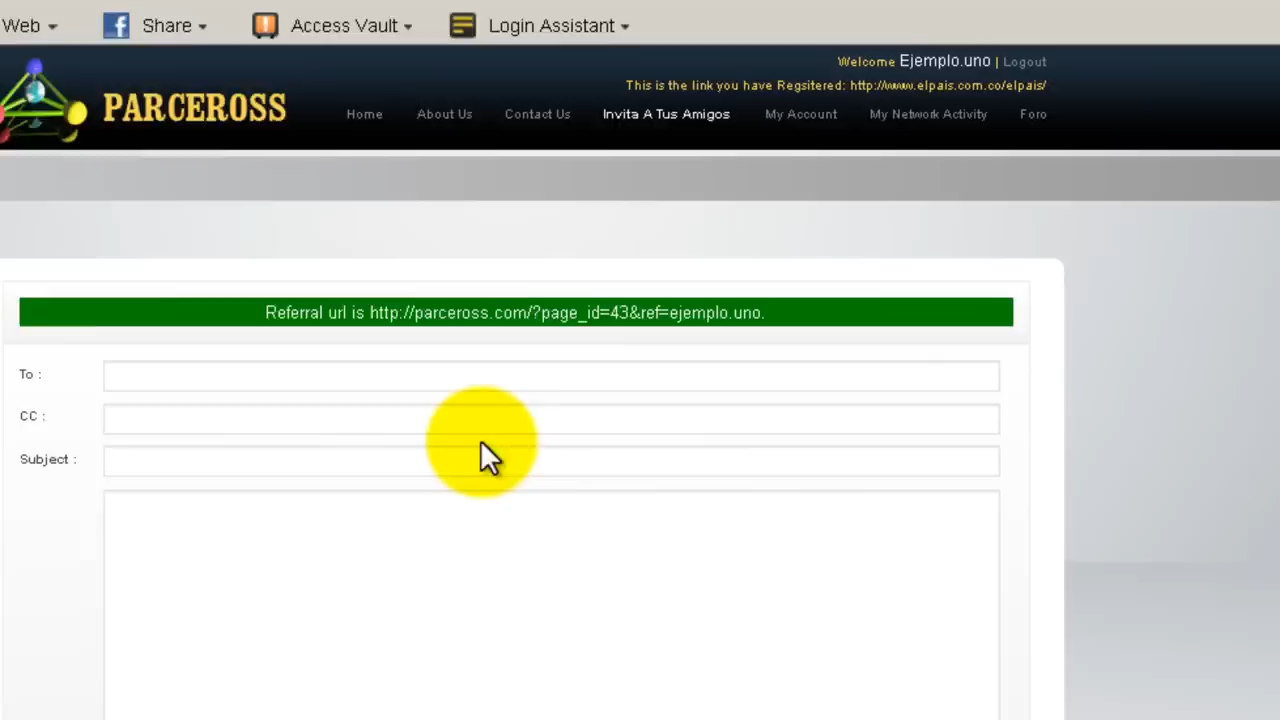 Web Share Access Vault Login Assistant
Welcome Ejemplo.uno | Logout
This is the link you have Regsitered: http://www.elpais.com.co/elpais/
PARCEROSS
Home About Us Contact Us Invita A Tus Amigos My Account My Network Activity Foro
Referral url is http://parceross.com/?page_id=43&ref=ejemplo.uno.
To :
CC :
Subject :